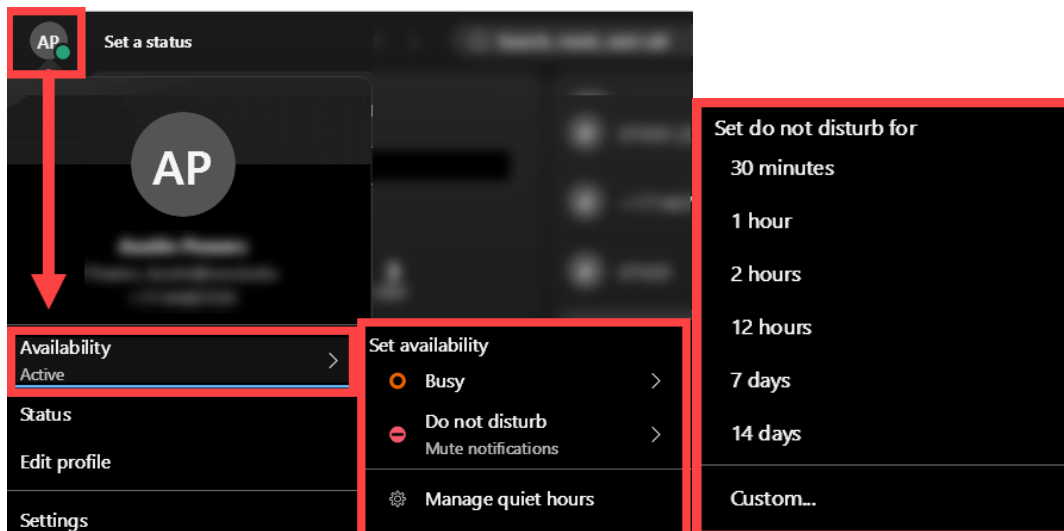 AP
Set a status
AP
Availability
Active
Status
Edit profile
Settings
Set availability
Busy
Do not disturb
Mute notifications
Manage quiet hours
Set do not disturb for
30 minutes
1 hour
2 hours
12 hours
7 days
14 days
Custom...